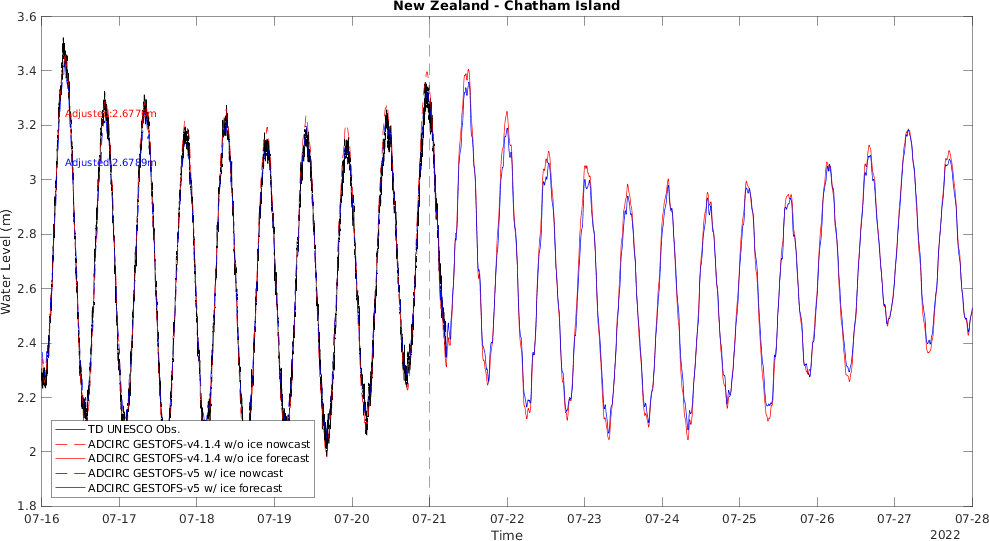 New Zealand - Chatham Island
3.6
3.4
3.2
3
2.8
2.6
2.4
2.2
2
1.8
Water Level (m)
Adjusted:2.677
Adjusted:2.6789m
TD UNESCO Obs.
ADCIRC GESTOFS-v4.1.4 w/o ice nowcast
ADCIRC GESTOFS-v4.1.4 w/o ice forecast
ADCIRC GESTOFS-v5 w/ ice nowcast
ADCIRC GESTOFS-v5 w/ ice forecast
07-16 07-17 07-18 07-19 07-20 07-21 07-22 07-23 07-24 07-25 07-26 07-27 07-28
Time
2022